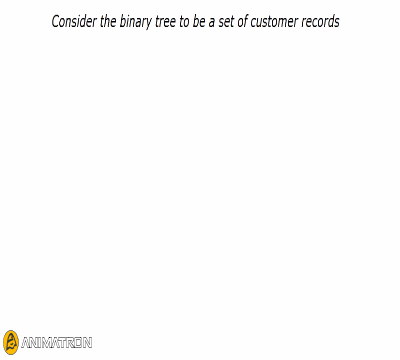 Consider the binary tree to be a set of customer records
ANIMATRON